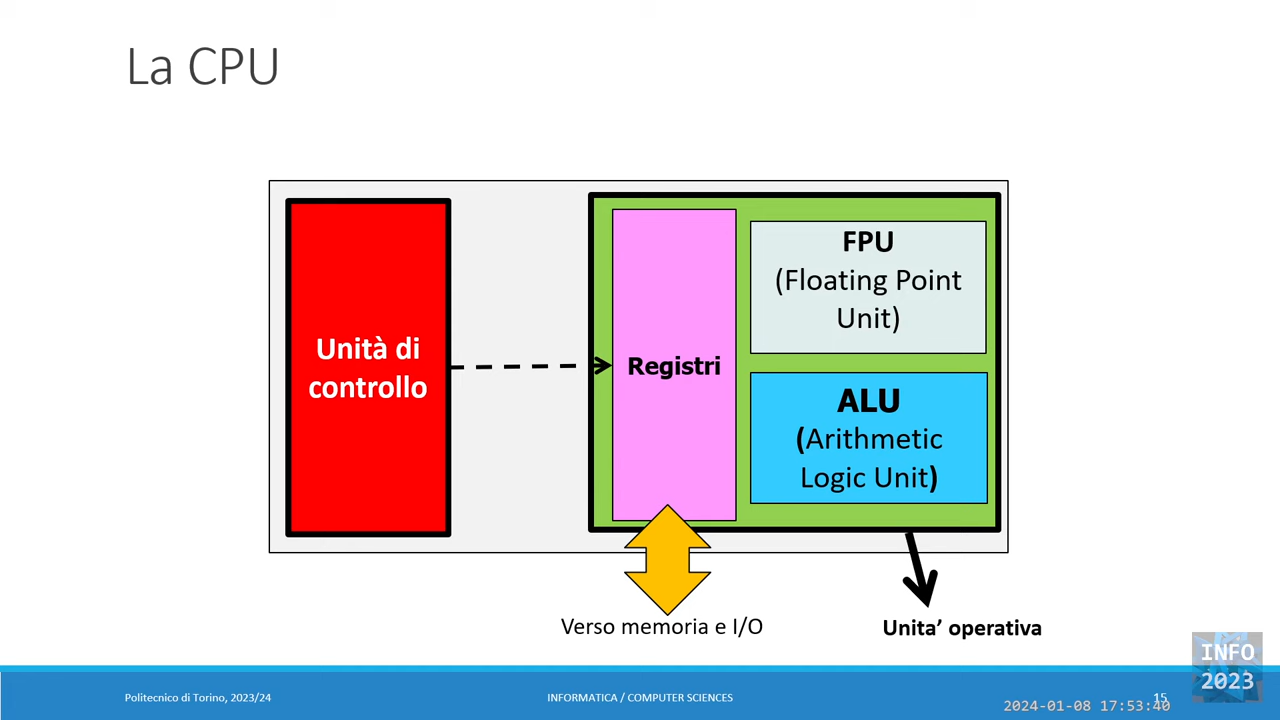 La CPU
Unità di
controllo
Registri
FPU
(Floating Point
Unit)
ALU
(Arithmetic
Logic Unit)
Verso memoria e I/O
Unita’ operativa
Politecnico di Torino, 2023/24
INFORMATICA / COMPUTER SCIENCES
15
2024-01-08 17:53:40
INFO
2023